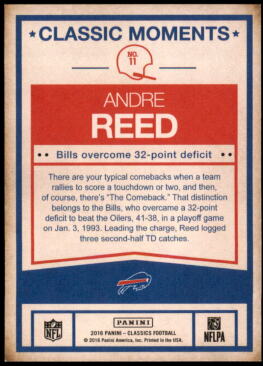 CLASSIC MOMENTS
NO.
11
ANDRE
REED
Bills overcome 32-point deficit
There are your typical comebacks when a team
rallies to score a touchdown or two, and then,
of course, there's "The Comeback." That distinction
belongs to the Bills, who overcame a 32-point
deficit to beat the Oilers, 41-38, in a playoff game
on Jan. 3, 1993. Leading the charge, Reed logged
three second-half TD catches.
NFL
PANINI
2016 PANINI – CLASSICS FOOTBALL
© 2016 Panini America, Inc. Printed in the USA.
NFLPA